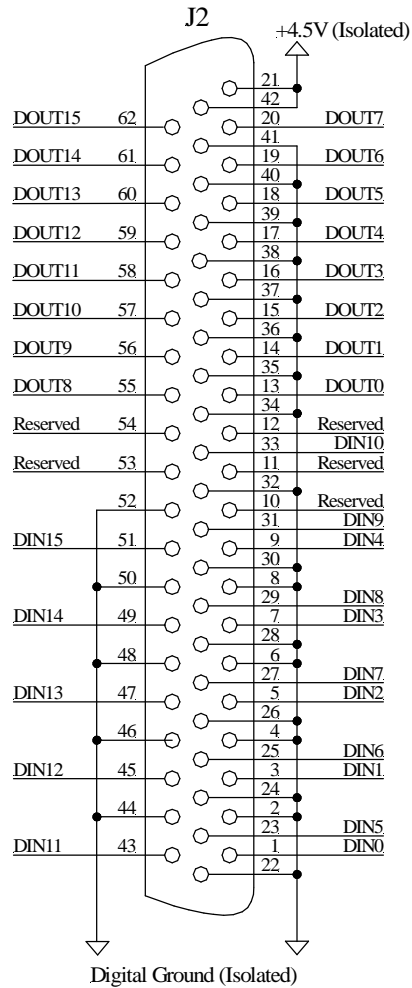 J2
+4.5V (Isolated)
21
42
DOUT15 62 20 DOUT7
41
DOUT14 61 19 DOUT6
40
DOUT13 60 18 DOUT5
39
DOUT12 59 17 DOUT4
38
DOUT11 58 16 DOUT3
37
DOUT10 57 15 DOUT2
36
DOUT9 56 14 DOUT1
35
DOUT8 55 13 DOUT0
34
Reserved 54 12 Reserved
33 DIN10
Reserved 53 11 Reserved
32
52 10 Reserved
31 DIN9
DIN15 51 9 DIN4
30
50 8
29 DIN8
DIN14 49 7 DIN3
28
48 6
27 DIN7
DIN13 47 5 DIN2
26
46 4
25 DIN6
DIN12 45 3 DIN1
24
44 2
23 DIN5
DIN11 43 1 DIN0
22
Digital Ground (Isolated)